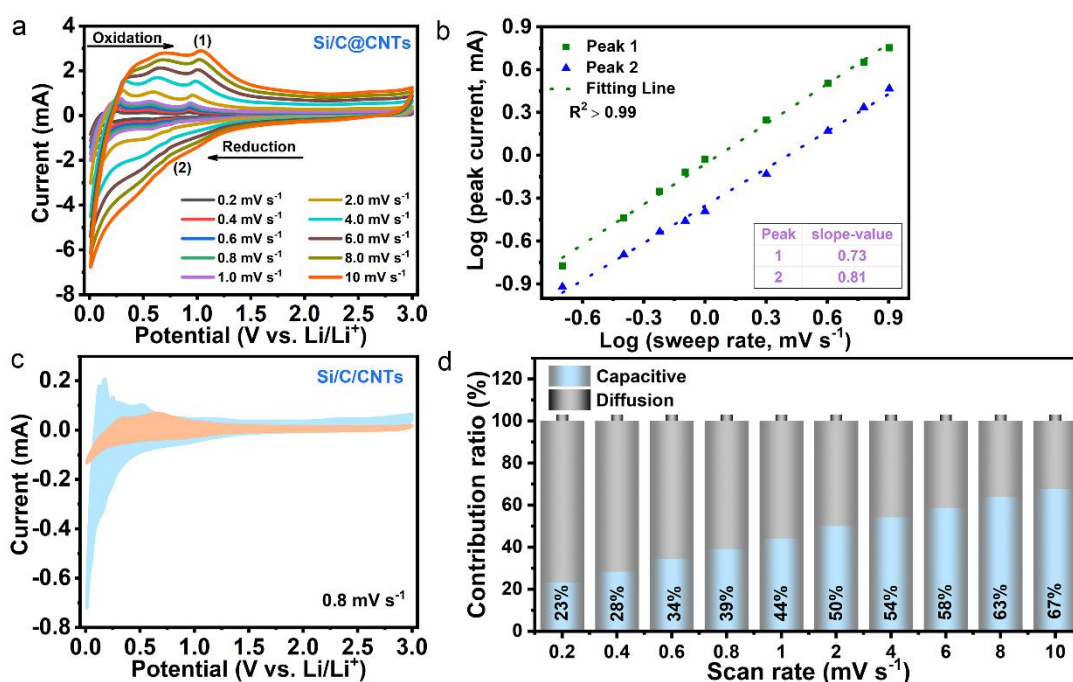 a
Oxidation
(1)
Si/C@CNTs
Reduction
(2)
0.2 mV s⁻¹
0.4 mV s⁻¹
0.6 mV s⁻¹
0.8 mV s⁻¹
1.0 mV s⁻¹
2.0 mV s⁻¹
4.0 mV s⁻¹
6.0 mV s⁻¹
8.0 mV s⁻¹
10 mV s⁻¹
Current (mA)
4
2
0
-2
-4
-6
-8
0.0 0.5 1.0 1.5 2.0 2.5 3.0
Potential (V vs. Li/Li⁺)
b
Peak 1
Peak 2
Fitting Line
R² > 0.99
Peak slope-value
1 0.73
2 0.81
Log (peak current, mA)
0.9
0.6
0.3
0.0
-0.3
-0.6
-0.9
-0.6 -0.3 0.0 0.3 0.6 0.9
Log (sweep rate, mV s⁻¹)
c
Si/C/CNTs
0.8 mV s⁻¹
Current (mA)
0.2
0.0
-0.2
-0.4
-0.6
-0.8
0.0 0.5 1.0 1.5 2.0 2.5 3.0
Potential (V vs. Li/Li⁺)
d
Capacitive
Diffusion
Contribution ratio (%)
120
100
80
60
40
20
0
23% 28% 34% 39% 44% 50% 54% 58% 63% 67%
0.2 0.4 0.6 0.8 1 2 4 6 8 10
Scan rate (mV s⁻¹)